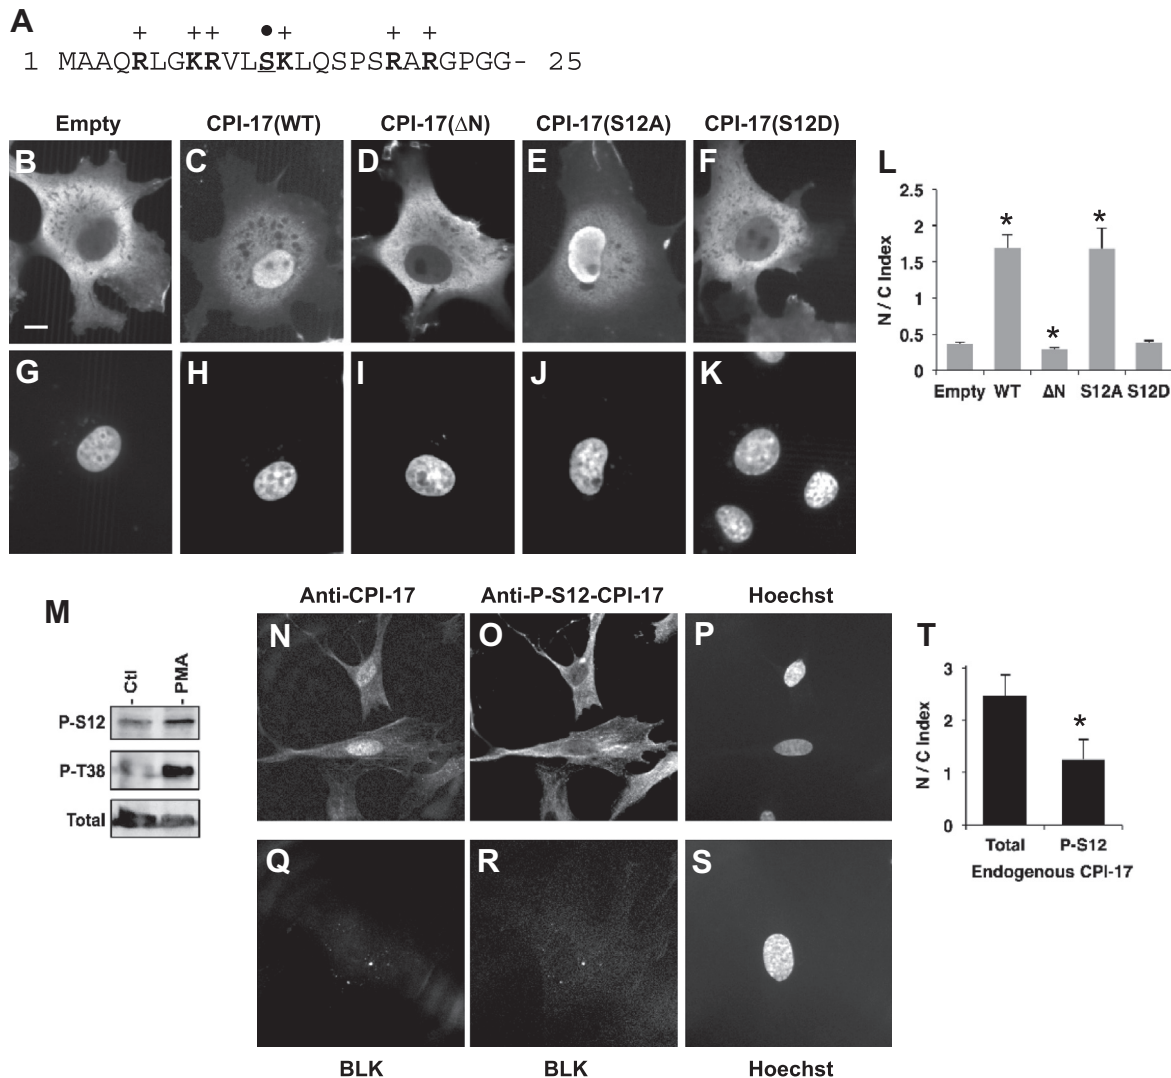 A
+ ++ ●+ + +
1 MAAQRLGKRVLSKLQSPSRARGPGG- 25
Empty CPI-17(WT) CPI-17(ΔN) CPI-17(S12A) CPI-17(S12D)
B C D E F
G H I J K
L
N / C Index
2.5
2
1.5
1
0.5
0
* * *
Empty WT ΔN S12A S12D
M
Ctl PMA
P-S12
P-T38
Total
Anti-CPI-17 Anti-P-S12-CPI-17 Hoechst
N O P
Q R S
BLK BLK Hoechst
T
N / C Index
3
2
1
0
*
Total P-S12
Endogenous CPI-17